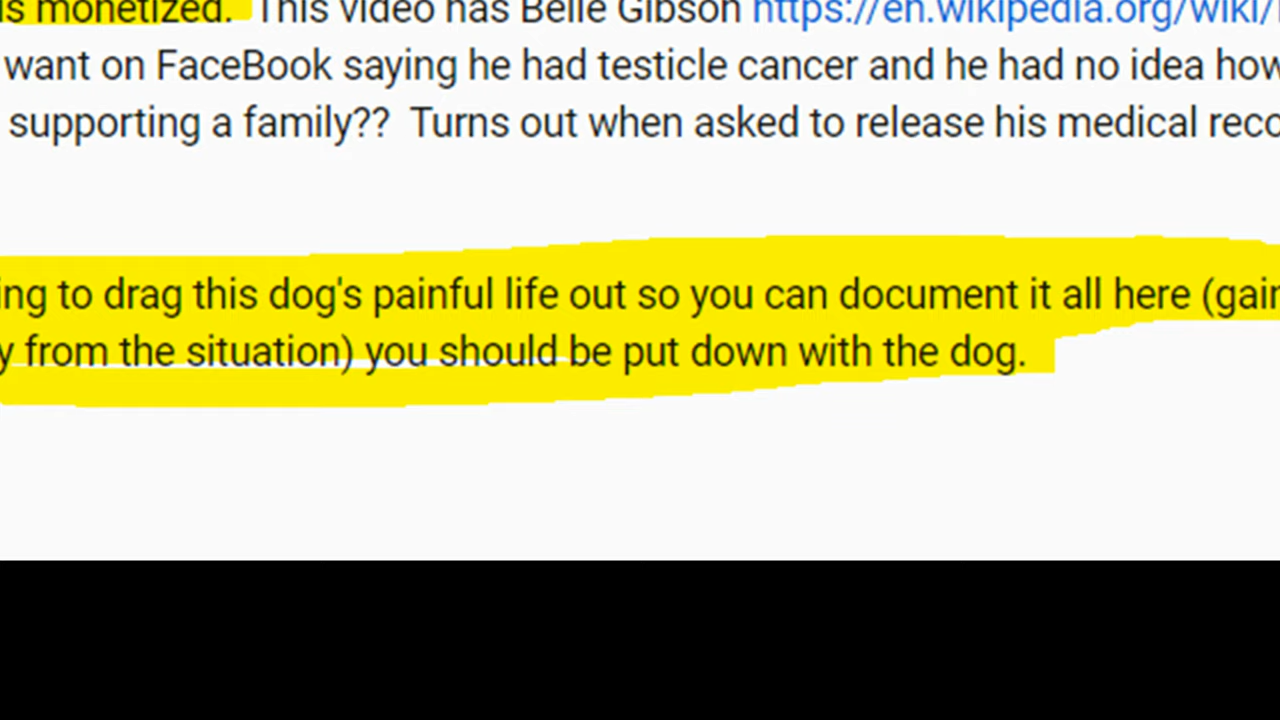 is monetized. This video has Belle Gibson https://en.wikipedia.org/wiki/
want on FaceBook saying he had testicle cancer and he had no idea how
supporting a family?? Turns out when asked to release his medical reco
ing to drag this dog's painful life out so you can document it all here (gain
y from the situation) you should be put down with the dog.